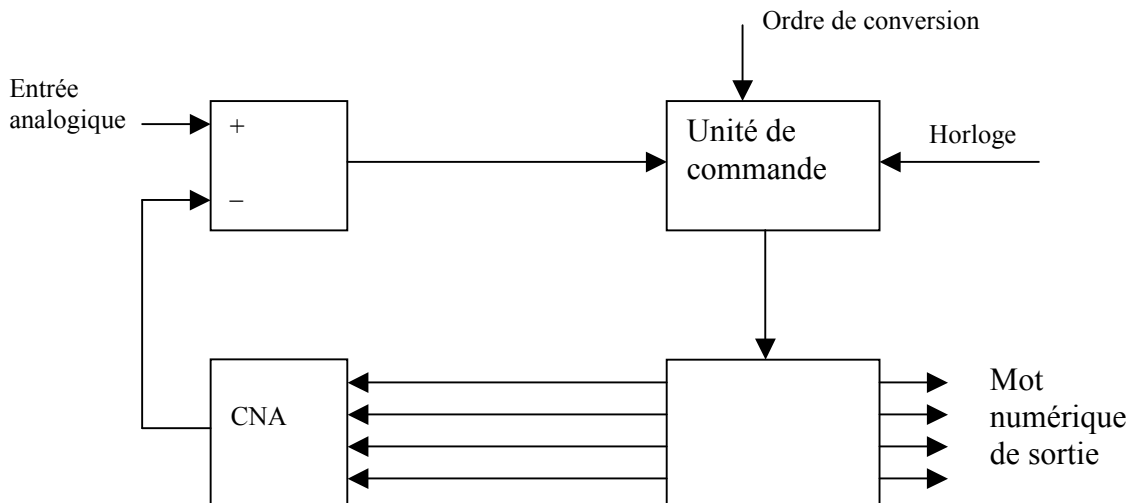 Ordre de conversion
Entrée
analogique
+
–
Unité de
commande
Horloge
CNA
Mot
numérique
de sortie